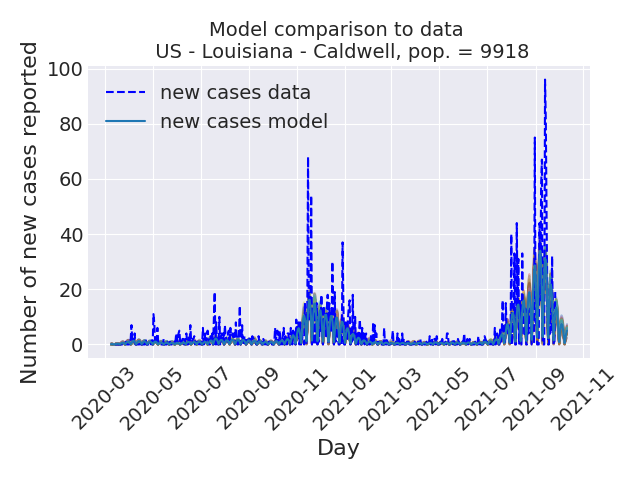 Model comparison to data
US - Louisiana - Caldwell, pop. = 9918
Number of new cases reported
100
80
60
40
20
0
new cases data
new cases model
2020-03
2020-05
2020-07
2020-09
2020-11
2021-01
2021-03
2021-05
2021-07
2021-09
2021-11
Day